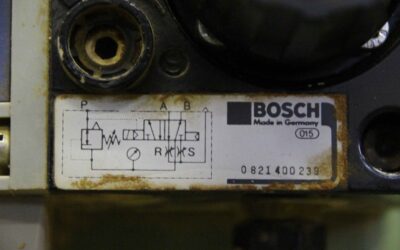 P A B
R S
BOSCH
Made in Germany
015
0 821 400 239